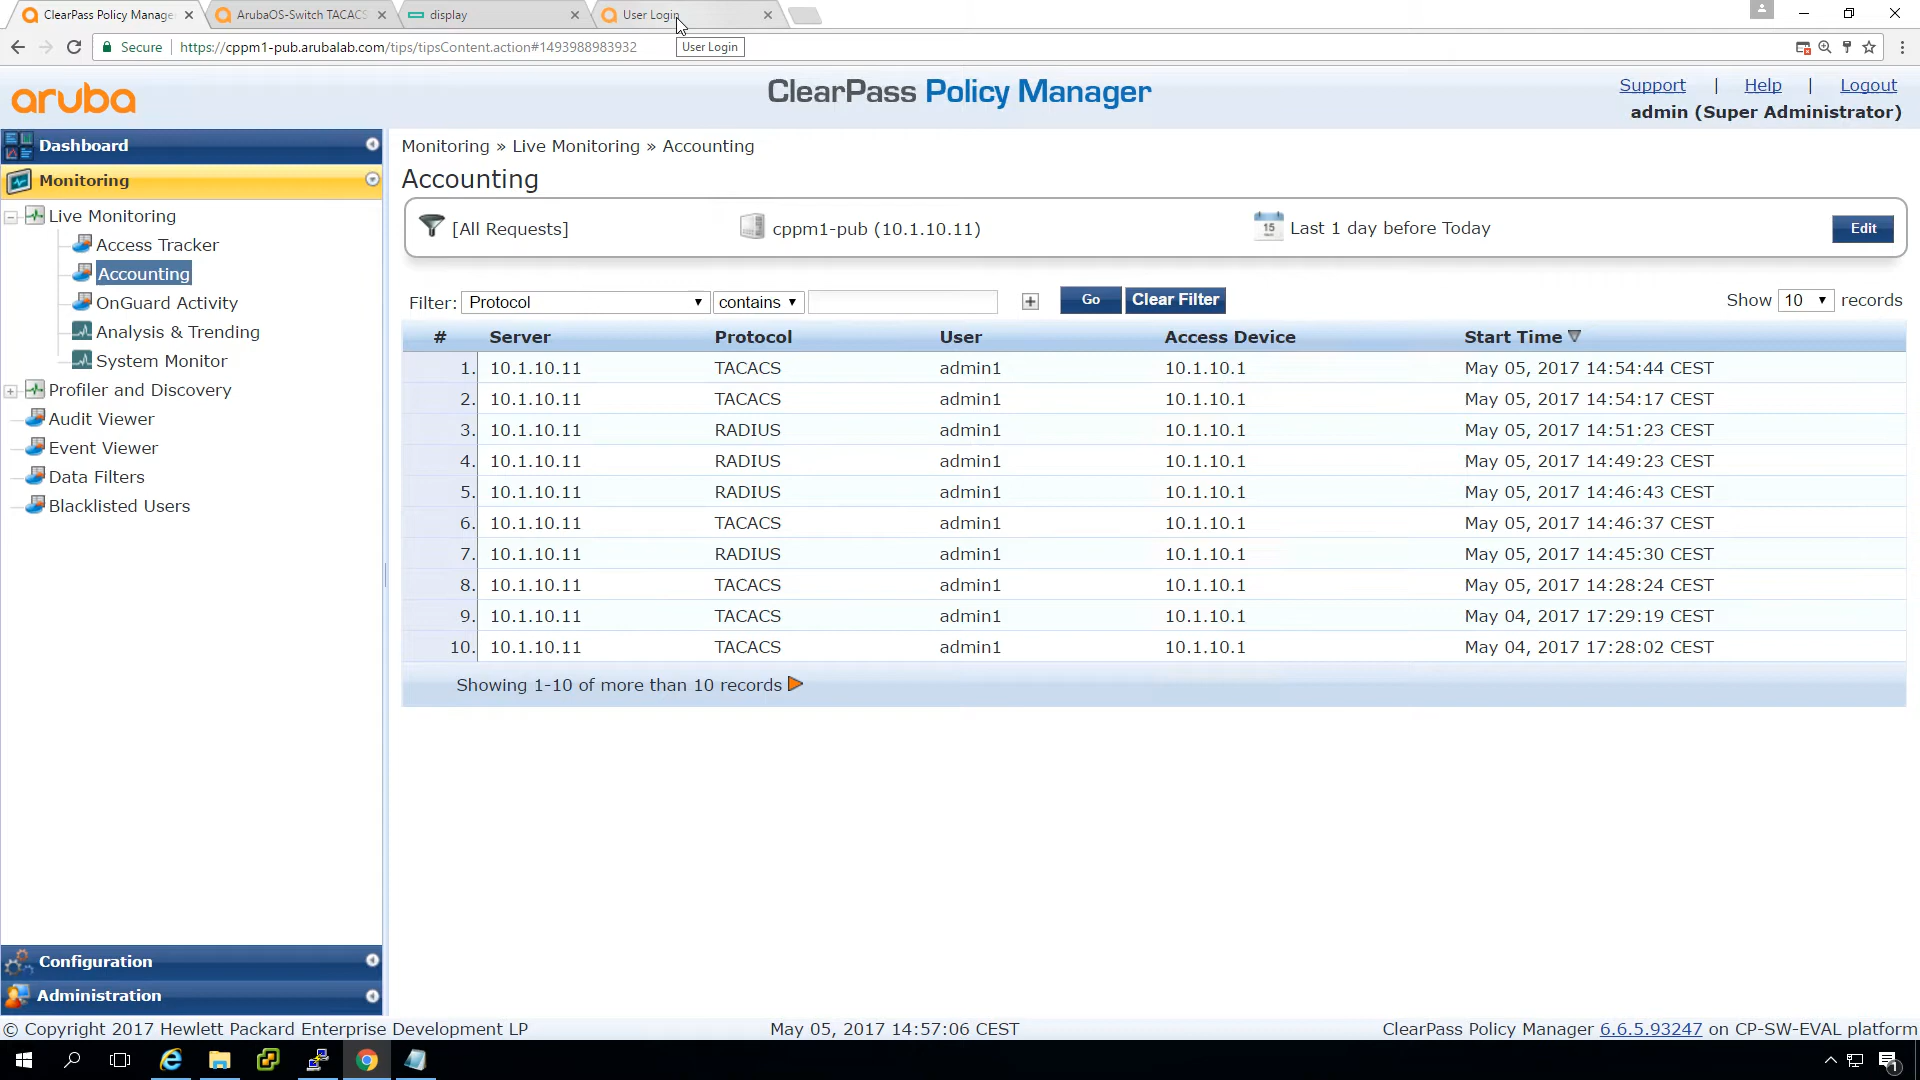 ClearPass Policy Manage
ArubaOS-Switch TACACS
display
User Login
Secure
https://cppm1-pub.arubalab.com/tips/tipsContent.action#1493988983932
User Login
aruba
ClearPass Policy Manager
Support | Help | Logout
admin (Super Administrator)
Dashboard
Monitoring
Live Monitoring
Access Tracker
Accounting
OnGuard Activity
Analysis & Trending
System Monitor
Profiler and Discovery
Audit Viewer
Event Viewer
Data Filters
Blacklisted Users
Configuration
Administration
Monitoring » Live Monitoring » Accounting
Accounting
[All Requests] cppm1-pub (10.1.10.11) 15 Last 1 day before Today Edit
Filter: Protocol contains Go Clear Filter Show 10 records
# Server Protocol User Access Device Start Time
1. 10.1.10.11 TACACS admin1 10.1.10.1 May 05, 2017 14:54:44 CEST
2. 10.1.10.11 TACACS admin1 10.1.10.1 May 05, 2017 14:54:17 CEST
3. 10.1.10.11 RADIUS admin1 10.1.10.1 May 05, 2017 14:51:23 CEST
4. 10.1.10.11 RADIUS admin1 10.1.10.1 May 05, 2017 14:49:23 CEST
5. 10.1.10.11 RADIUS admin1 10.1.10.1 May 05, 2017 14:46:43 CEST
6. 10.1.10.11 TACACS admin1 10.1.10.1 May 05, 2017 14:46:37 CEST
7. 10.1.10.11 RADIUS admin1 10.1.10.1 May 05, 2017 14:45:30 CEST
8. 10.1.10.11 TACACS admin1 10.1.10.1 May 05, 2017 14:28:24 CEST
9. 10.1.10.11 TACACS admin1 10.1.10.1 May 04, 2017 17:29:19 CEST
10. 10.1.10.11 TACACS admin1 10.1.10.1 May 04, 2017 17:28:02 CEST
Showing 1-10 of more than 10 records
© Copyright 2017 Hewlett Packard Enterprise Development LP May 05, 2017 14:57:06 CEST ClearPass Policy Manager 6.6.5.93247 on CP-SW-EVAL platform
1